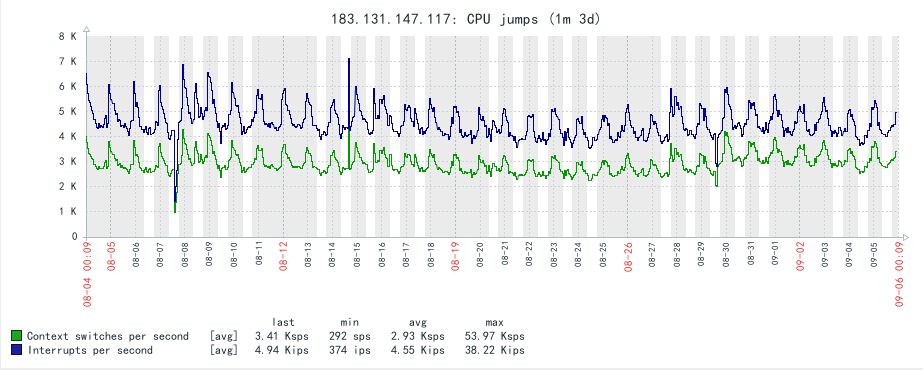 183.131.147.117: CPU jumps (1m 3d)
8 K
7 K
6 K
5 K
4 K
3 K
2 K
1 K
0
08-04 00:09
08-05
08-06
08-07
08-08
08-09
08-10
08-11
08-12
08-13
08-14
08-15
08-16
08-17
08-18
08-19
08-20
08-21
08-22
08-23
08-24
08-25
08-26
08-27
08-28
08-29
08-30
08-31
09-01
09-02
09-03
09-04
09-05
09-06 00:09
last min avg max
Context switches per second [avg] 3.41 Ksps 292 sps 2.93 Ksps 53.97 Ksps
Interrupts per second [avg] 4.94 Kips 374 ips 4.55 Kips 38.22 Kips